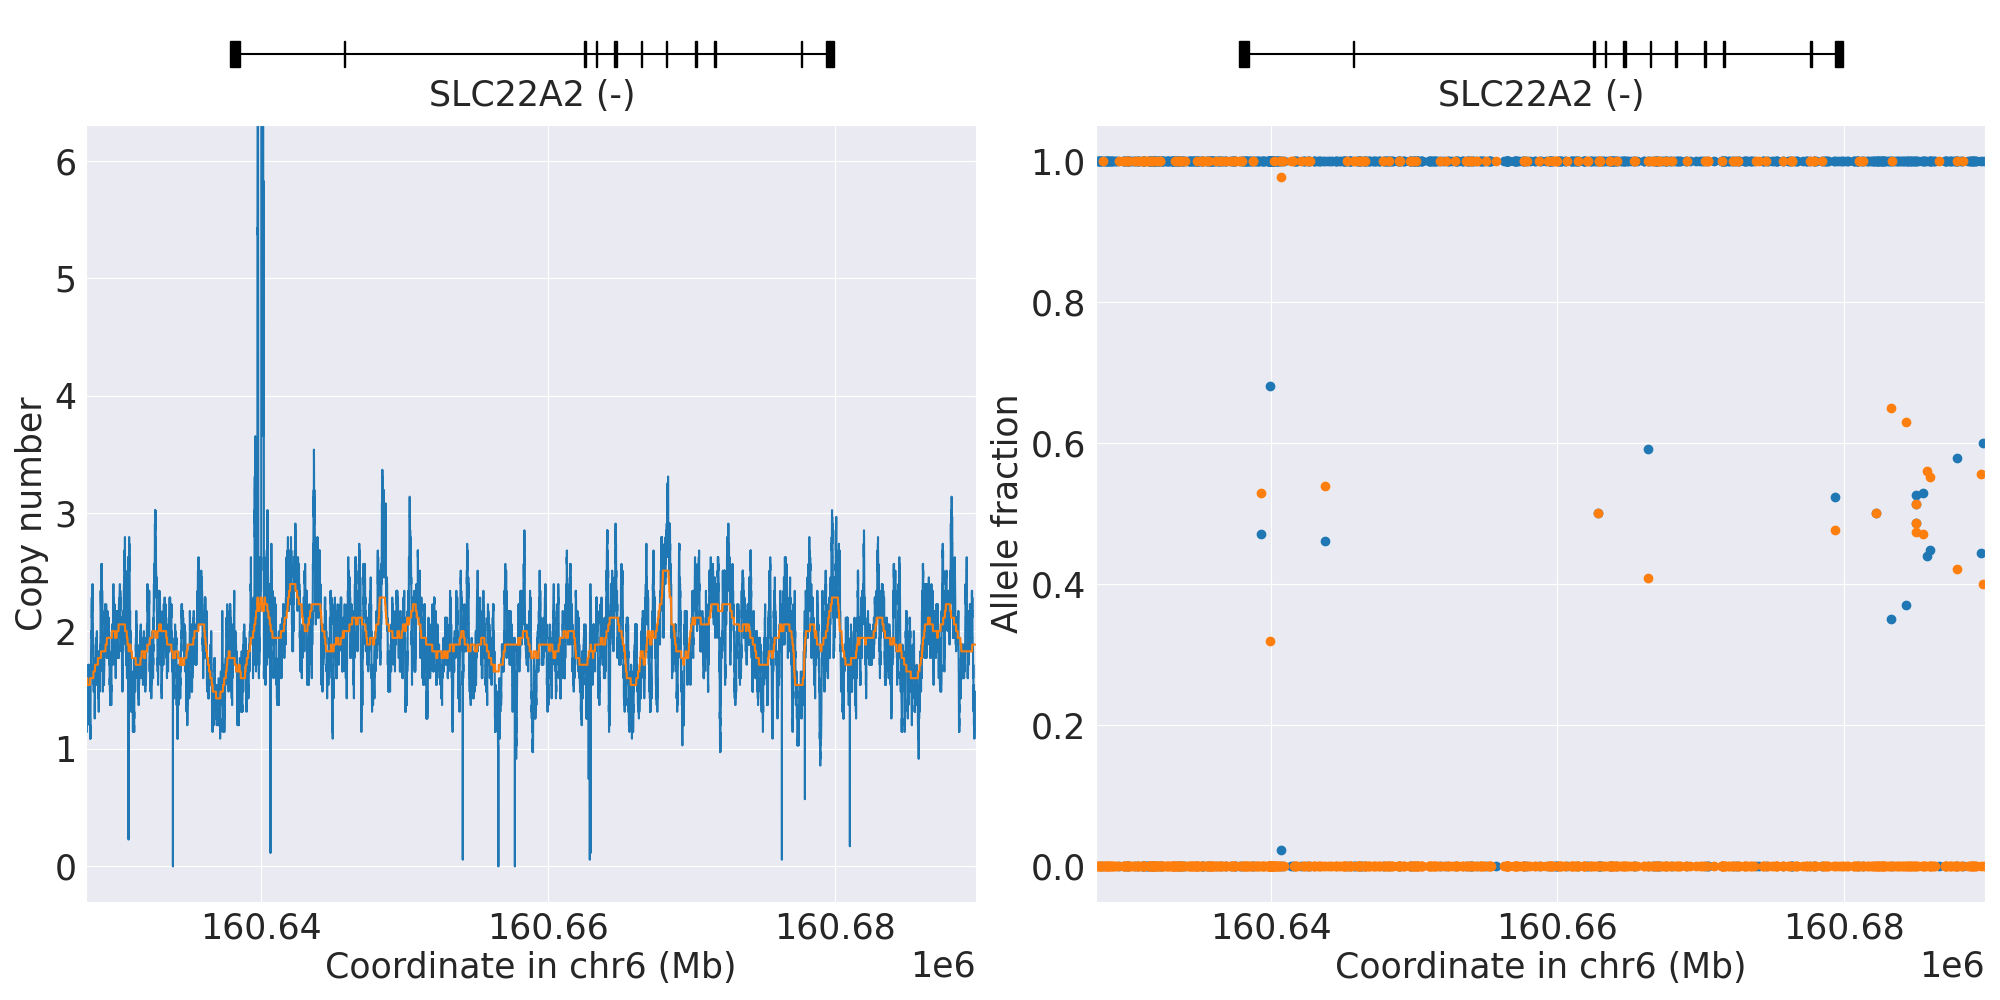 SLC22A2 (-)
6
5
4
3
2
1
0
Copy number
160.64 160.66 160.68
Coordinate in chr6 (Mb)
1e6
SLC22A2 (-)
1.0
0.8
0.6
0.4
0.2
0.0
Allele fraction
160.64 160.66 160.68
Coordinate in chr6 (Mb)
1e6